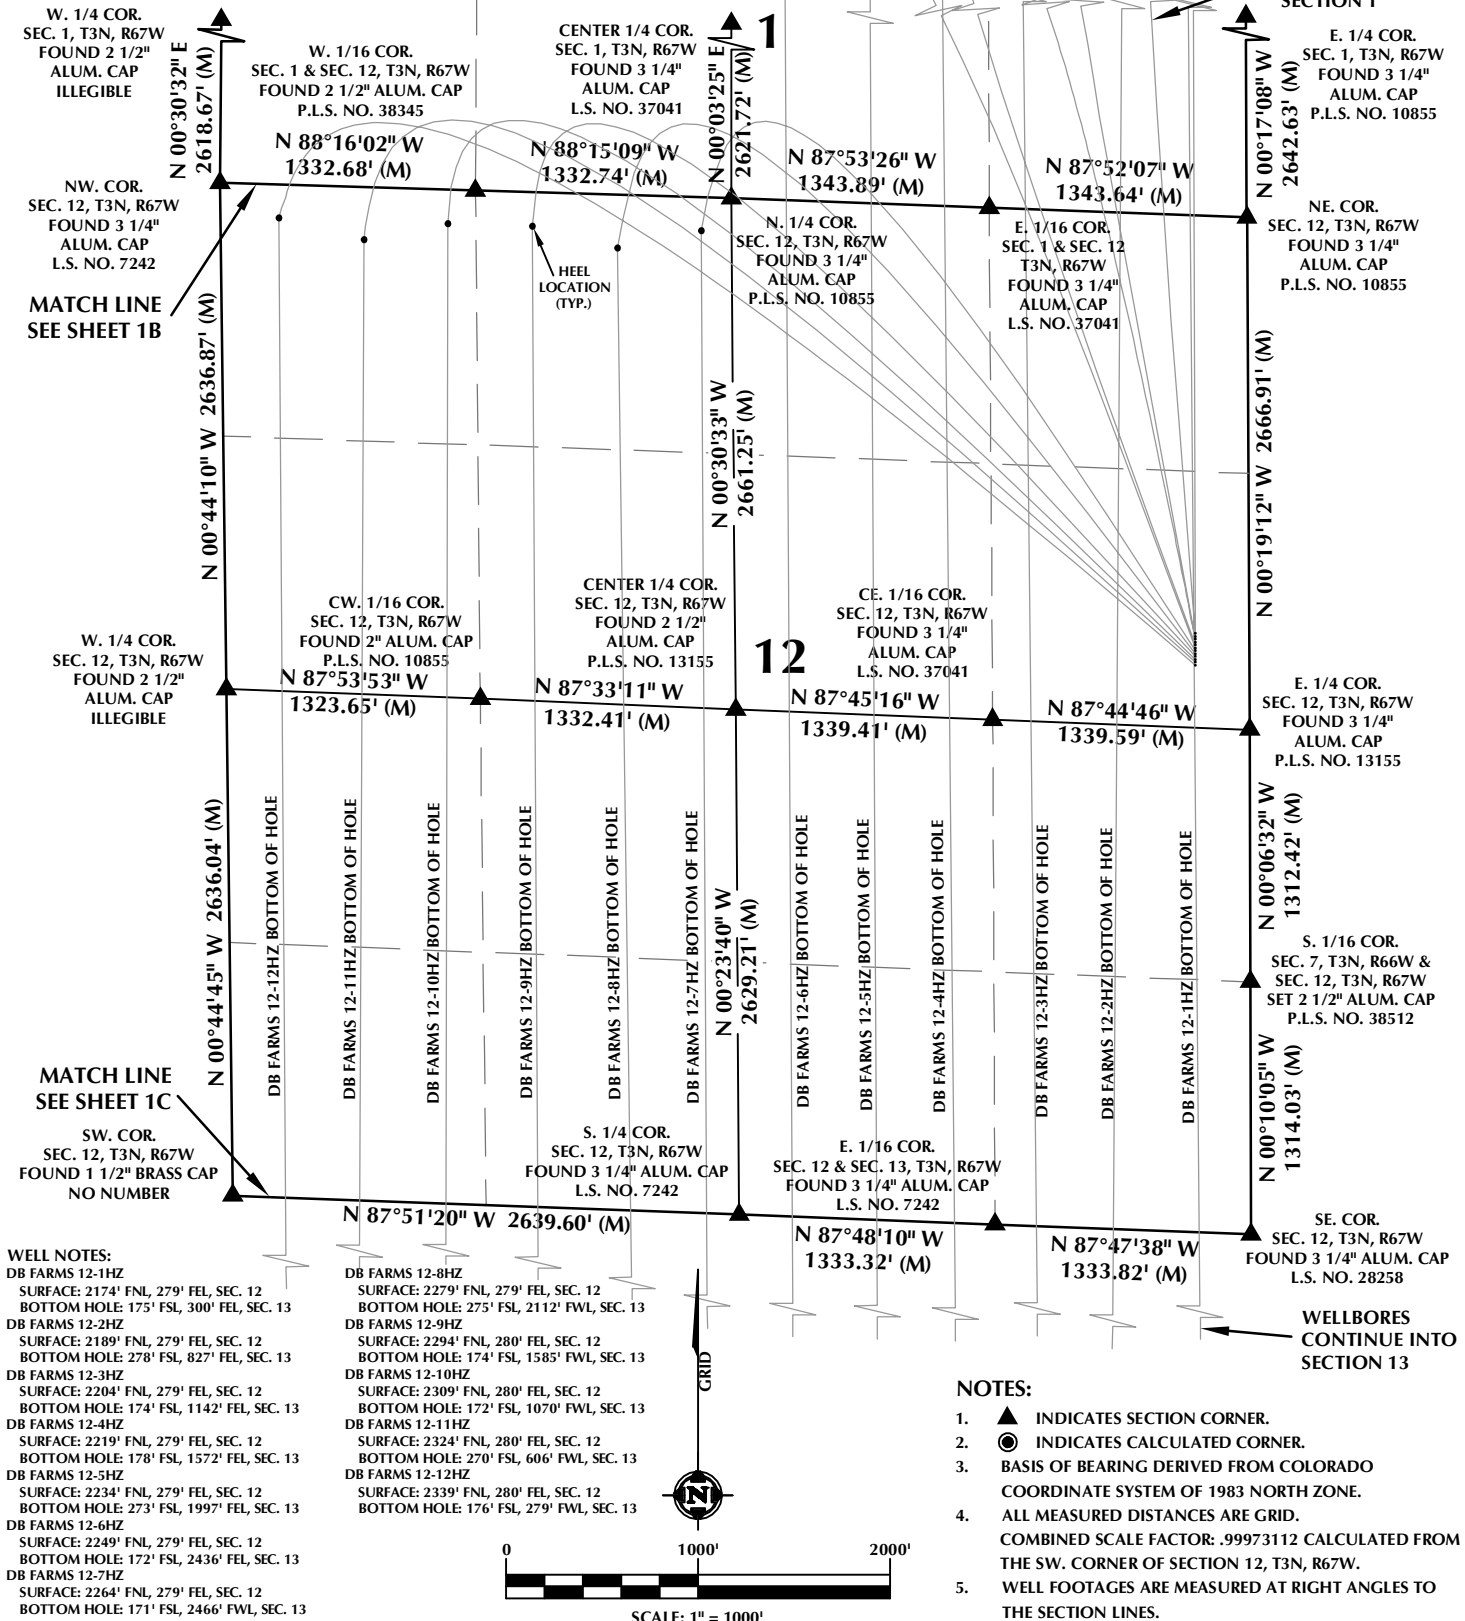 W. 1/4 COR.
SEC. 1, T3N, R67W
FOUND 2 1/2" 
ALUM. CAP
ILLEGIBLE
N 00°30'32" E
2618.67' (M)
W. 1/16 COR.
SEC. 1 & SEC. 12, T3N, R67W
FOUND 2 1/2" ALUM. CAP
P.L.S. NO. 38345
CENTER 1/4 COR.
SEC. 1, T3N, R67W
FOUND 3 1/4"
ALUM. CAP
L.S. NO. 37041
N 00°03'25" E
2621.72' (M)
1
SECTION 1
E. 1/4 COR.
SEC. 1, T3N, R67W
FOUND 3 1/4"
ALUM. CAP
P.L.S. NO. 10855
N 00°17'08" W
2642.63' (M)
N 88°16'02" W
1332.68' (M)
N 88°15'09" W
1332.74' (M)
N 87°53'26" W
1343.89' (M)
N 87°52'07" W
1343.64' (M)
NW. COR.
SEC. 12, T3N, R67W
FOUND 3 1/4"
ALUM. CAP
L.S. NO. 7242
MATCH LINE
SEE SHEET 1B
HEEL
LOCATION
(TYP.)
N. 1/4 COR.
SEC. 12, T3N, R67W
FOUND 3 1/4"
ALUM. CAP
P.L.S. NO. 10855
E. 1/16 COR.
SEC. 1 & SEC. 12
T3N, R67W
FOUND 3 1/4"
ALUM. CAP
L.S. NO. 37041
NE. COR.
SEC. 12, T3N, R67W
FOUND 3 1/4"
ALUM. CAP
P.L.S. NO. 10855
N 00°44'10" W 2636.87' (M)
N 00°30'33" W
2661.25' (M)
N 00°19'12" W 2666.91' (M)
W. 1/4 COR.
SEC. 12, T3N, R67W
FOUND 2 1/2"
ALUM. CAP
ILLEGIBLE
CW. 1/16 COR.
SEC. 12, T3N, R67W
FOUND 2" ALUM. CAP
P.L.S. NO. 10855
CENTER 1/4 COR.
SEC. 12, T3N, R67W
FOUND 2 1/2"
ALUM. CAP
P.L.S. NO. 13155
12
CE. 1/16 COR.
SEC. 12, T3N, R67W
FOUND 3 1/4"
ALUM. CAP
L.S. NO. 37041
E. 1/4 COR.
SEC. 12, T3N, R67W
FOUND 3 1/4"
ALUM. CAP
P.L.S. NO. 13155
N 87°53'53" W
1323.65' (M)
N 87°33'11" W
1332.41' (M)
N 87°45'16" W
1339.41' (M)
N 87°44'46" W
1339.59' (M)
N 00°44'45" W 2636.04' (M)
DB FARMS 12-12HZ BOTTOM OF HOLE
DB FARMS 12-11HZ BOTTOM OF HOLE
DB FARMS 12-10HZ BOTTOM OF HOLE
DB FARMS 12-9HZ BOTTOM OF HOLE
DB FARMS 12-8HZ BOTTOM OF HOLE
DB FARMS 12-7HZ BOTTOM OF HOLE
N 00°23'40" W
2629.21' (M)
DB FARMS 12-6HZ BOTTOM OF HOLE
DB FARMS 12-5HZ BOTTOM OF HOLE
DB FARMS 12-4HZ BOTTOM OF HOLE
DB FARMS 12-3HZ BOTTOM OF HOLE
DB FARMS 12-2HZ BOTTOM OF HOLE
DB FARMS 12-1HZ BOTTOM OF HOLE
N 00°06'32" W
1312.42' (M)
S. 1/16 COR.
SEC. 7, T3N, R66W &
SEC. 12, T3N, R67W
SET 2 1/2" ALUM. CAP
P.L.S. NO. 38512
N 00°10'05" W
1314.03' (M)
MATCH LINE
SEE SHEET 1C
SW. COR.
SEC. 12, T3N, R67W
FOUND 1 1/2" BRASS CAP
NO NUMBER
S. 1/4 COR.
SEC. 12, T3N, R67W
FOUND 3 1/4" ALUM. CAP
L.S. NO. 7242
E. 1/16 COR.
SEC. 12 & SEC. 13, T3N, R67W
FOUND 3 1/4" ALUM. CAP
L.S. NO. 7242
SE. COR.
SEC. 12, T3N, R67W
FOUND 3 1/4" ALUM. CAP
L.S. NO. 28258
N 87°51'20" W 2639.60' (M)
N 87°48'10" W
1333.32' (M)
N 87°47'38" W
1333.82' (M)
WELLBORES
CONTINUE INTO
SECTION 13
WELL NOTES:
DB FARMS 12-1HZ
SURFACE: 2174' FNL, 279' FEL, SEC. 12
BOTTOM HOLE: 175' FSL, 300' FEL, SEC. 13
DB FARMS 12-2HZ
SURFACE: 2189' FNL, 279' FEL, SEC. 12
BOTTOM HOLE: 278' FSL, 827' FEL, SEC. 13
DB FARMS 12-3HZ
SURFACE: 2204' FNL, 279' FEL, SEC. 12
BOTTOM HOLE: 174' FSL, 1142' FEL, SEC. 13
DB FARMS 12-4HZ
SURFACE: 2219' FNL, 279' FEL, SEC. 12
BOTTOM HOLE: 178' FSL, 1572' FEL, SEC. 13
DB FARMS 12-5HZ
SURFACE: 2234' FNL, 279' FEL, SEC. 12
BOTTOM HOLE: 273' FSL, 1997' FEL, SEC. 13
DB FARMS 12-6HZ
SURFACE: 2249' FNL, 279' FEL, SEC. 12
BOTTOM HOLE: 172' FSL, 2436' FEL, SEC. 13
DB FARMS 12-7HZ
SURFACE: 2264' FNL, 279' FEL, SEC. 12
BOTTOM HOLE: 171' FSL, 2466' FWL, SEC. 13
DB FARMS 12-8HZ
SURFACE: 2279' FNL, 279' FEL, SEC. 12
BOTTOM HOLE: 275' FSL, 2112' FWL, SEC. 13
DB FARMS 12-9HZ
SURFACE: 2294' FNL, 280' FEL, SEC. 12
BOTTOM HOLE: 174' FSL, 1585' FWL, SEC. 13
DB FARMS 12-10HZ
SURFACE: 2309' FNL, 280' FEL, SEC. 12
BOTTOM HOLE: 172' FSL, 1070' FWL, SEC. 13
DB FARMS 12-11HZ
SURFACE: 2324' FNL, 280' FEL, SEC. 12
BOTTOM HOLE: 270' FSL, 606' FWL, SEC. 13
DB FARMS 12-12HZ
SURFACE: 2339' FNL, 280' FEL, SEC. 12
BOTTOM HOLE: 176' FSL, 279' FWL, SEC. 13
GRID
N
0 1000' 2000'
SCALE: 1" = 1000'
NOTES:
1. INDICATES SECTION CORNER.
2. INDICATES CALCULATED CORNER.
3. BASIS OF BEARING DERIVED FROM COLORADO
COORDINATE SYSTEM OF 1983 NORTH ZONE.
4. ALL MEASURED DISTANCES ARE GRID.
COMBINED SCALE FACTOR: .99973112 CALCULATED FROM
THE SW. CORNER OF SECTION 12, T3N, R67W.
5. WELL FOOTAGES ARE MEASURED AT RIGHT ANGLES TO
THE SECTION LINES.